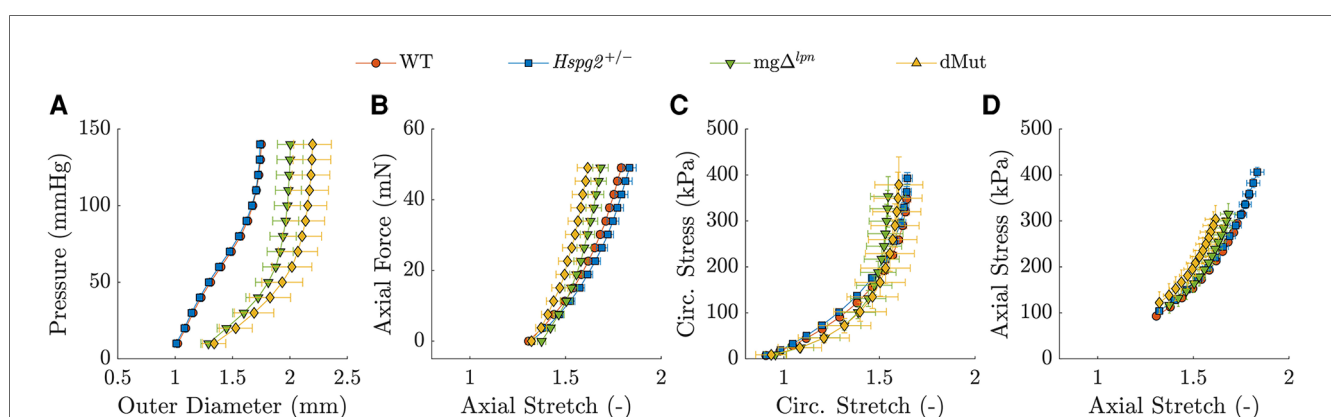 WT Hspg2+/− mgΔlpn dMut
A B C D
Pressure (mmHg)
150
100
50
0
0.5 1 1.5 2 2.5
Outer Diameter (mm)
Axial Force (mN)
60
40
20
0
1 1.5 2
Axial Stretch (-)
Circ. Stress (kPa)
500
400
300
200
100
0
1 1.5 2
Circ. Stretch (-)
Axial Stress (kPa)
500
400
300
200
100
0
1 1.5 2
Axial Stretch (-)